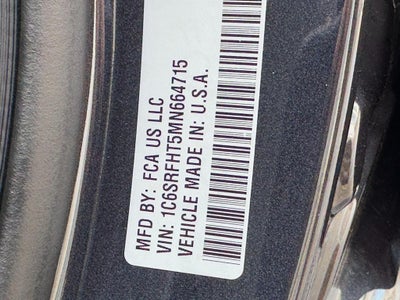 MFD BY: FCA US LLC
VIN: 1C6SRFHT5MN664715
VEHICLE MADE IN: U.S.A.